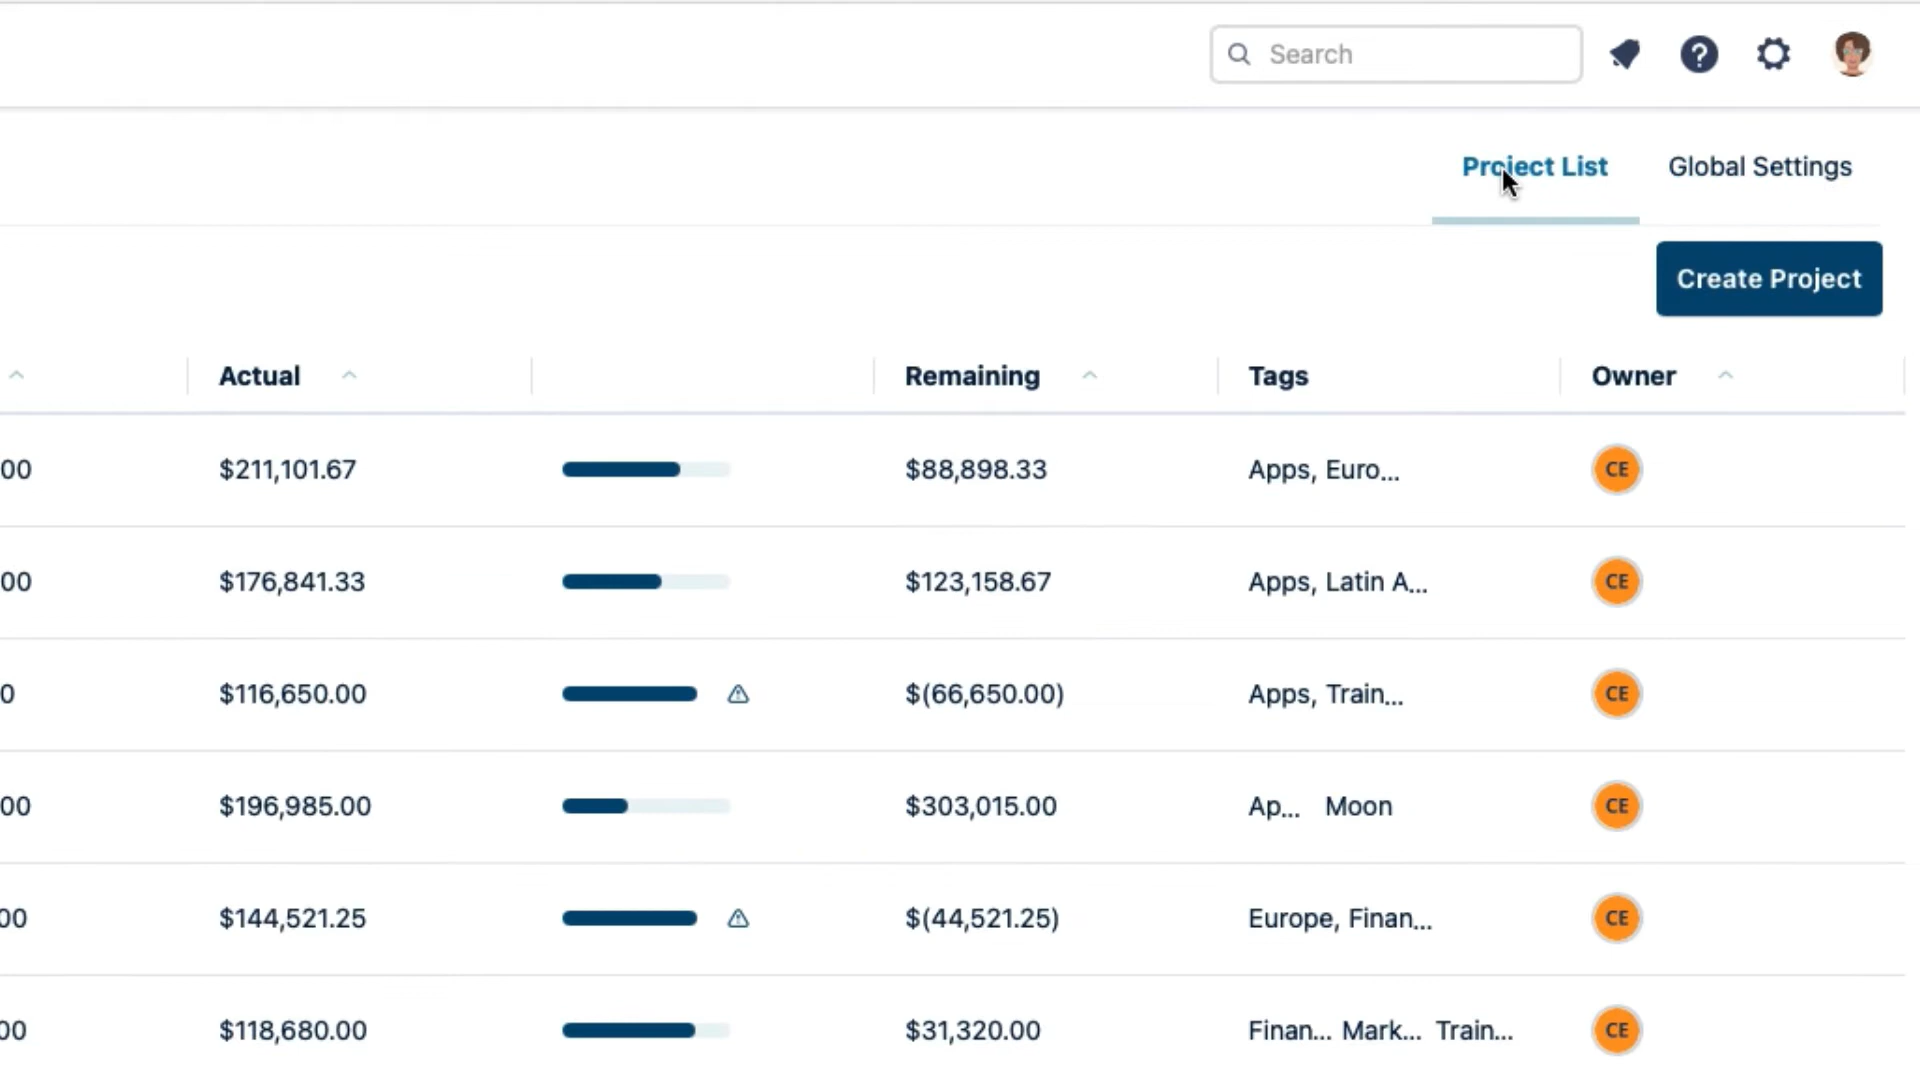 Search
Project List Global Settings
Create Project
Actual Remaining Tags Owner
00 $211,101.67 $88,898.33 Apps, Euro... CE
00 $176,841.33 $123,158.67 Apps, Latin A... CE
0 $116,650.00 $(66,650.00) Apps, Train... CE
00 $196,985.00 $303,015.00 Ap... Moon CE
00 $144,521.25 $(44,521.25) Europe, Finan... CE
00 $118,680.00 $31,320.00 Finan... Mark... Train... CE